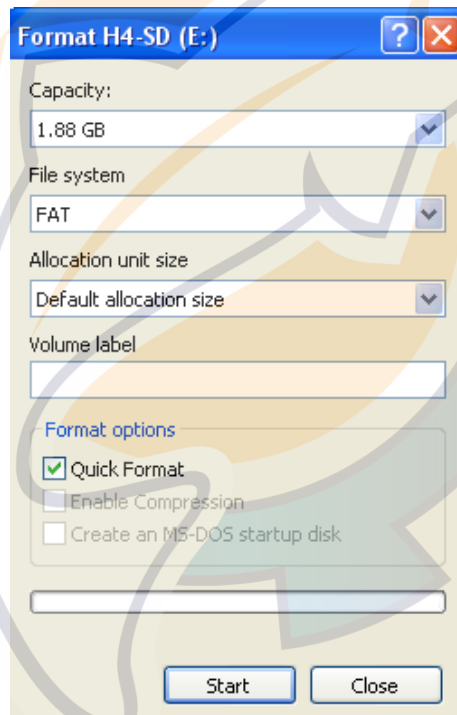 Format H4-SD (E:)
Capacity:
1.88 GB
File system
FAT
Allocation unit size
Default allocation size
Volume label
Format options
Quick Format
Enable Compression
Create an MS-DOS startup disk
Start Close